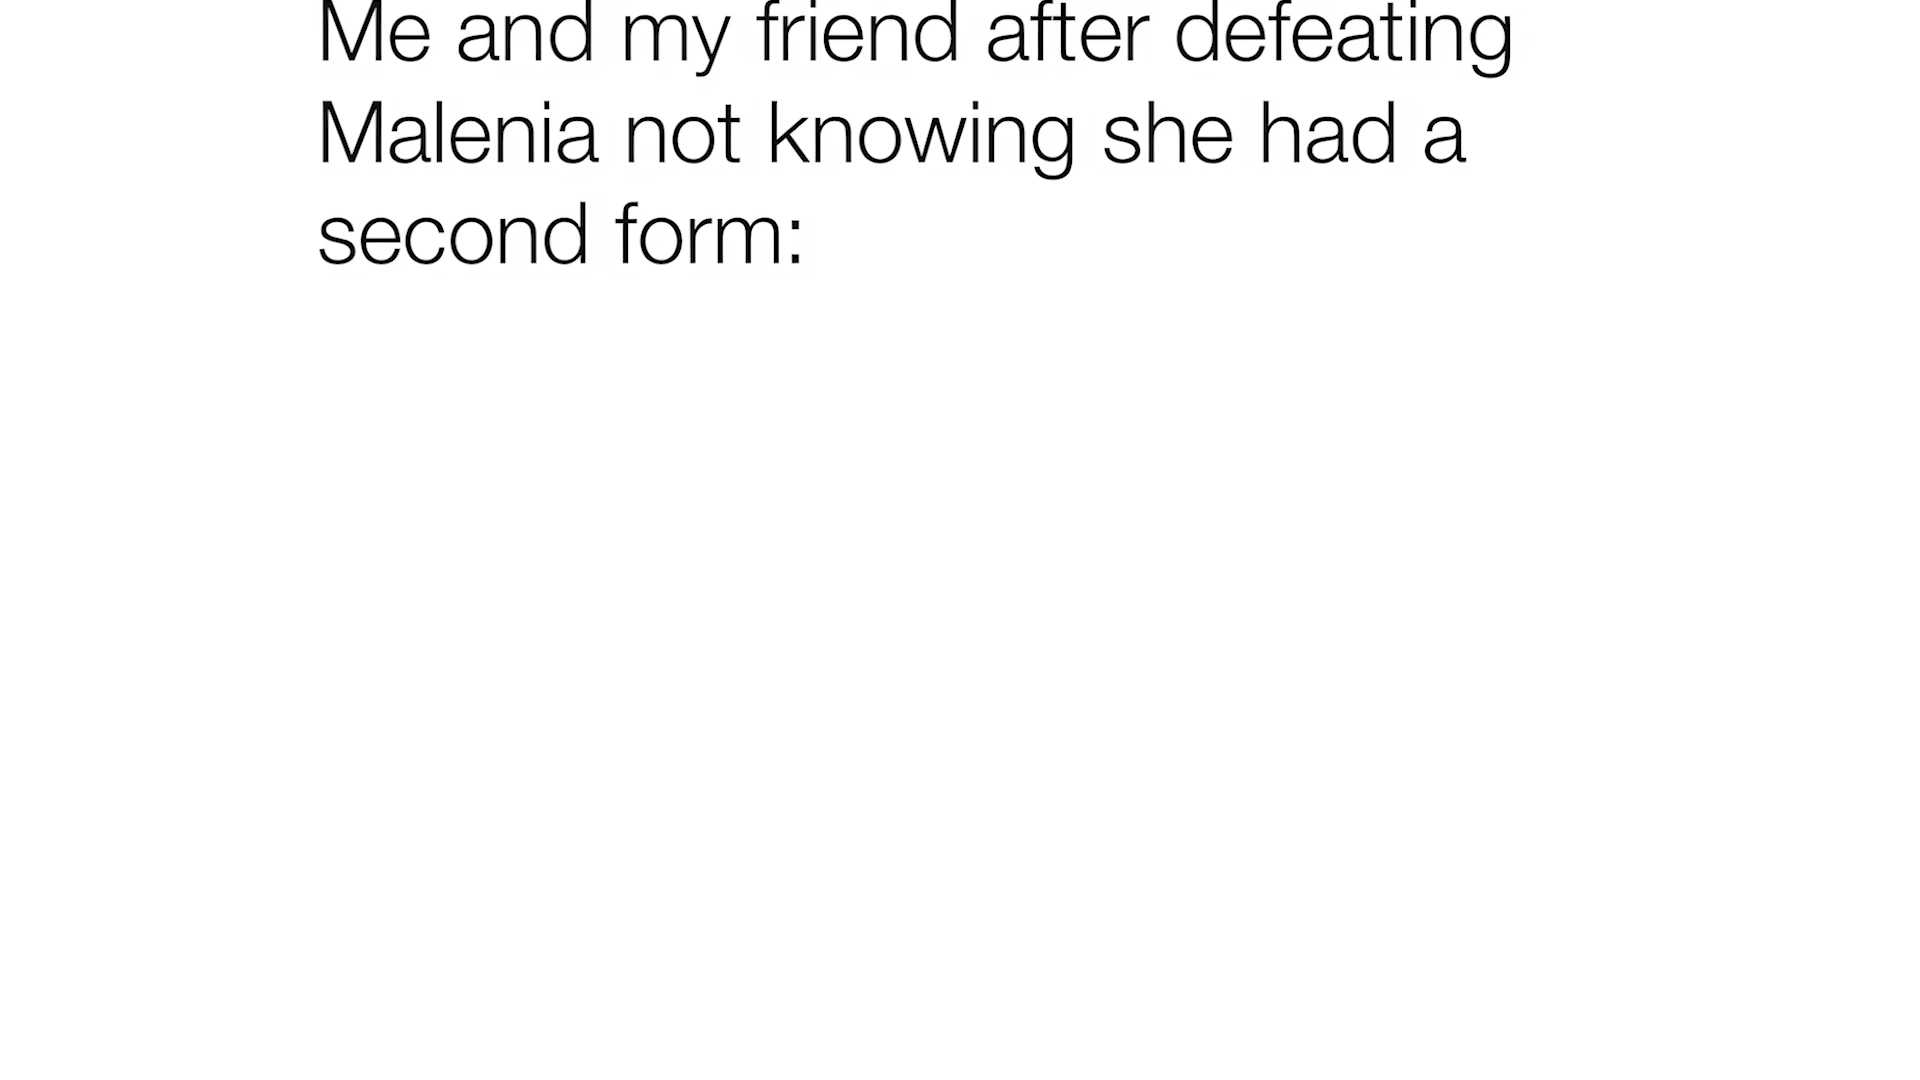 Me and my friend after defeating
Malenia not knowing she had a
second form: